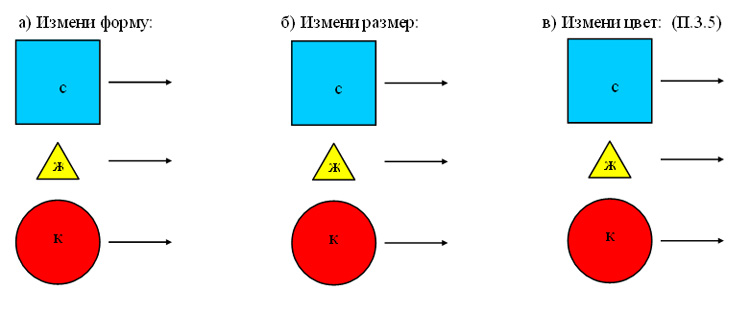 а) Измени форму:
б) Измени размер:
в) Измени цвет: (П.3.5)
с
с
с
ж
ж
ж
к
к
к